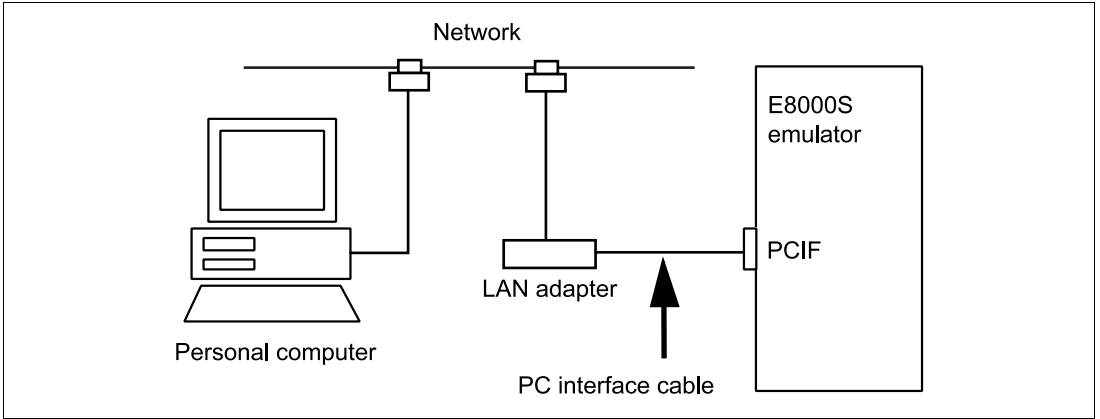 Network
E8000S
emulator
PCIF
LAN adapter
Personal computer
PC interface cable